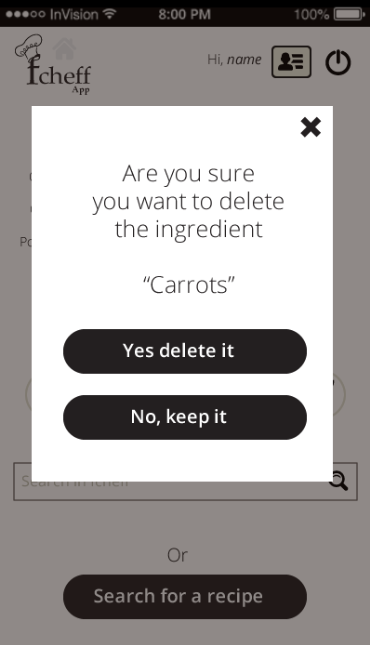 InVision
8:00 PM
100%
fcheff
App
Hi, name
Are you sure
you want to delete
the ingredient
“Carrots”
Yes delete it
No, keep it
Or
Search for a recipe